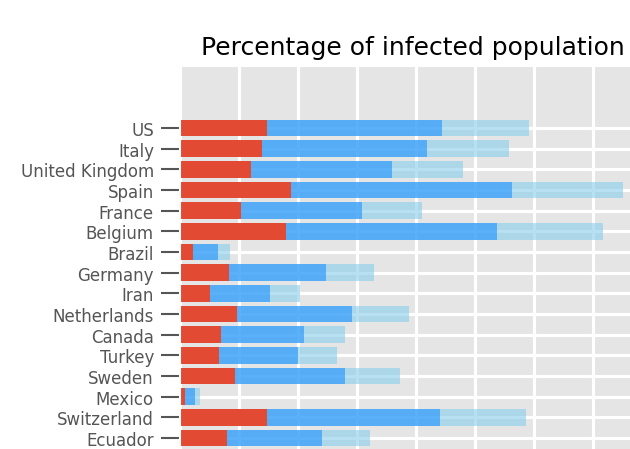 Percentage of infected population
US
Italy
United Kingdom
Spain
France
Belgium
Brazil
Germany
Iran
Netherlands
Canada
Turkey
Sweden
Mexico
Switzerland
Ecuador